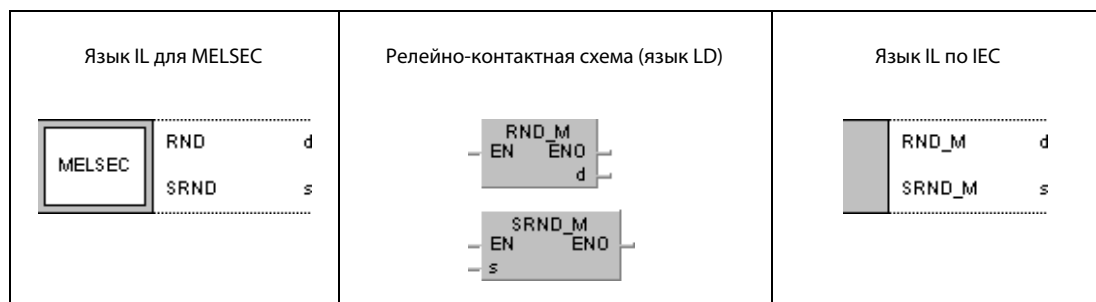 Язык IL для MELSEC
MELSEC
RND d
SRND s
Релейно-контактная схема (язык LD)
RND_M
EN ENO
d
SRND_M
EN ENO
s
Язык IL по IEC
RND_M d
SRND_M s